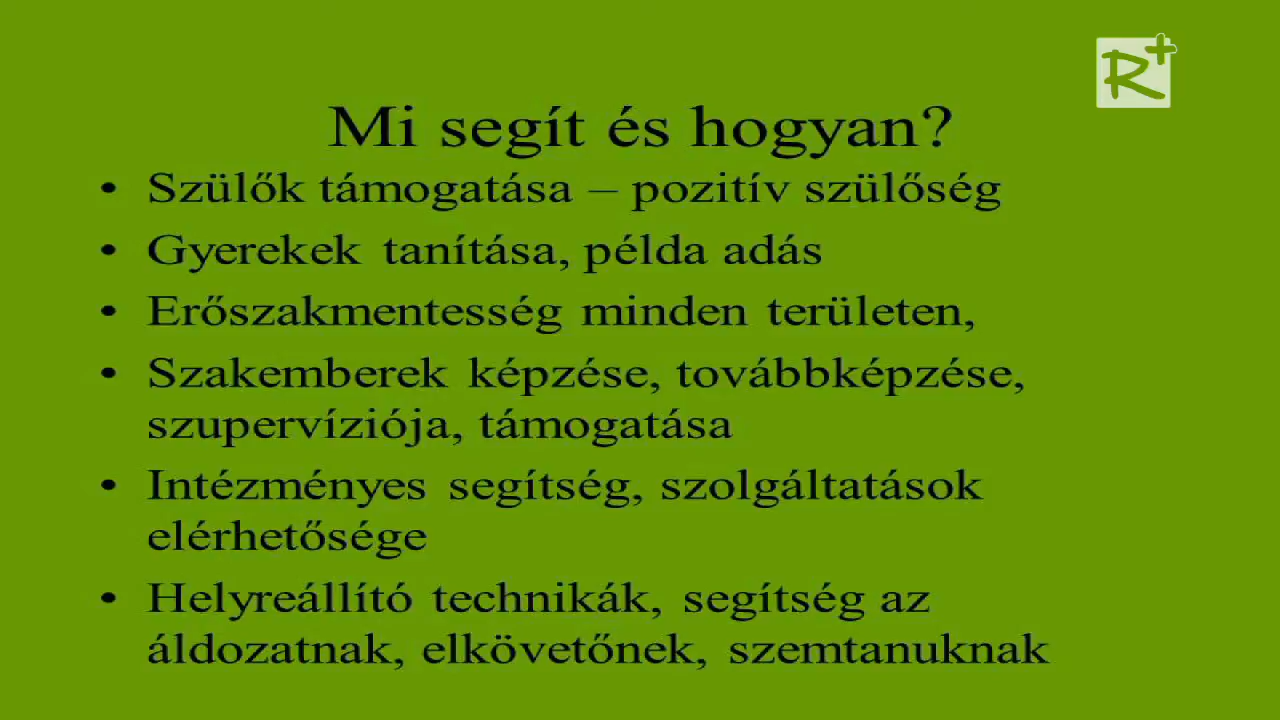 R+
Mi segít és hogyan?
• Szülők támogatása – pozitív szülőség
• Gyerekek tanítása, példa adás
• Erőszakmentesség minden területen,
• Szakemberek képzése, továbbképzése,
szupervíziója, támogatása
• Intézményes segítség, szolgáltatások
elérhetősége
• Helyreállító technikák, segítség az
áldozatnak, elkövetőnek, szemtanuknak